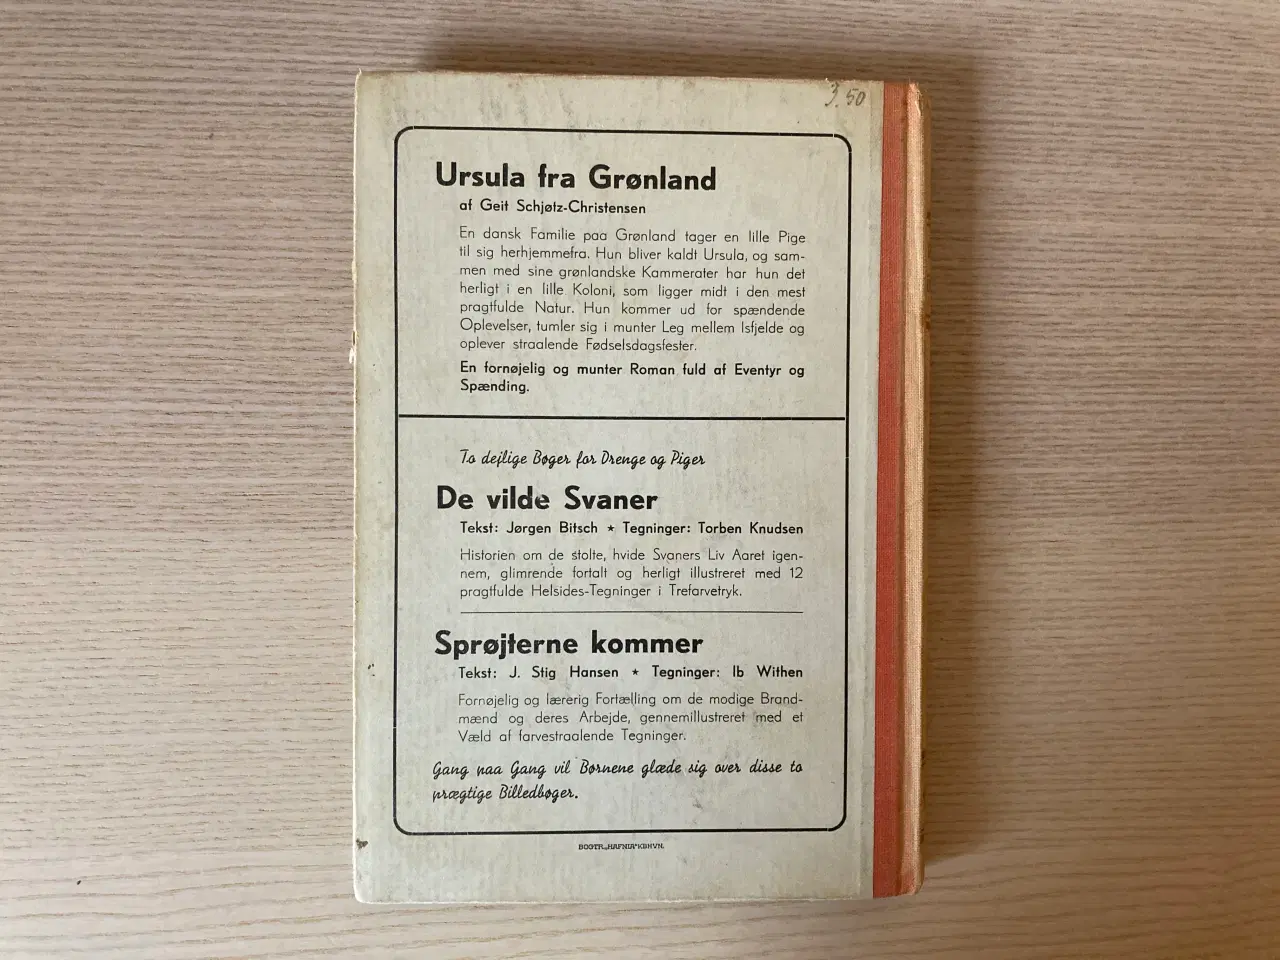 3.50
Ursula fra Grønland
af Geit Schjøtz-Christensen
En dansk Familie paa Grønland tager en lille Pige
til sig herhjemmefra. Hun bliver kaldt Ursula, og sam-
men med sine grønlandske Kammerater har hun det
herligt i en lille Koloni, som ligger midt i den mest
pragtfulde Natur. Hun kommer ud for spændende
Oplevelser, tumler sig i munter Leg mellem Isfjelde og
oplever straalende Fødselsdagsfester.
En fornøjelig og munter Roman fuld af Eventyr og
Spænding.
To dejlige Bøger for Drenge og Piger
De vilde Svaner
Tekst: Jørgen Bitsch ★ Tegninger: Torben Knudsen
Historien om de stolte, hvide Svaners Liv Aaret igen-
nem, glimrende fortalt og herligt illustreret med 12
pragtfulde Helsides-Tegninger i Trefarvetryk.
Sprøjterne kommer
Tekst: J. Stig Hansen ★ Tegninger: Ib Withen
Fornøjelig og lærerig Fortælling om de modige Brand-
mænd og deres Arbejde, gennemillustreret med et
Væld af farvestraalende Tegninger.
Gang paa Gang vil Børnene glæde sig over disse to
prægtige Billedbøger.
BOGTR. „HAFNIA" KBHVN.